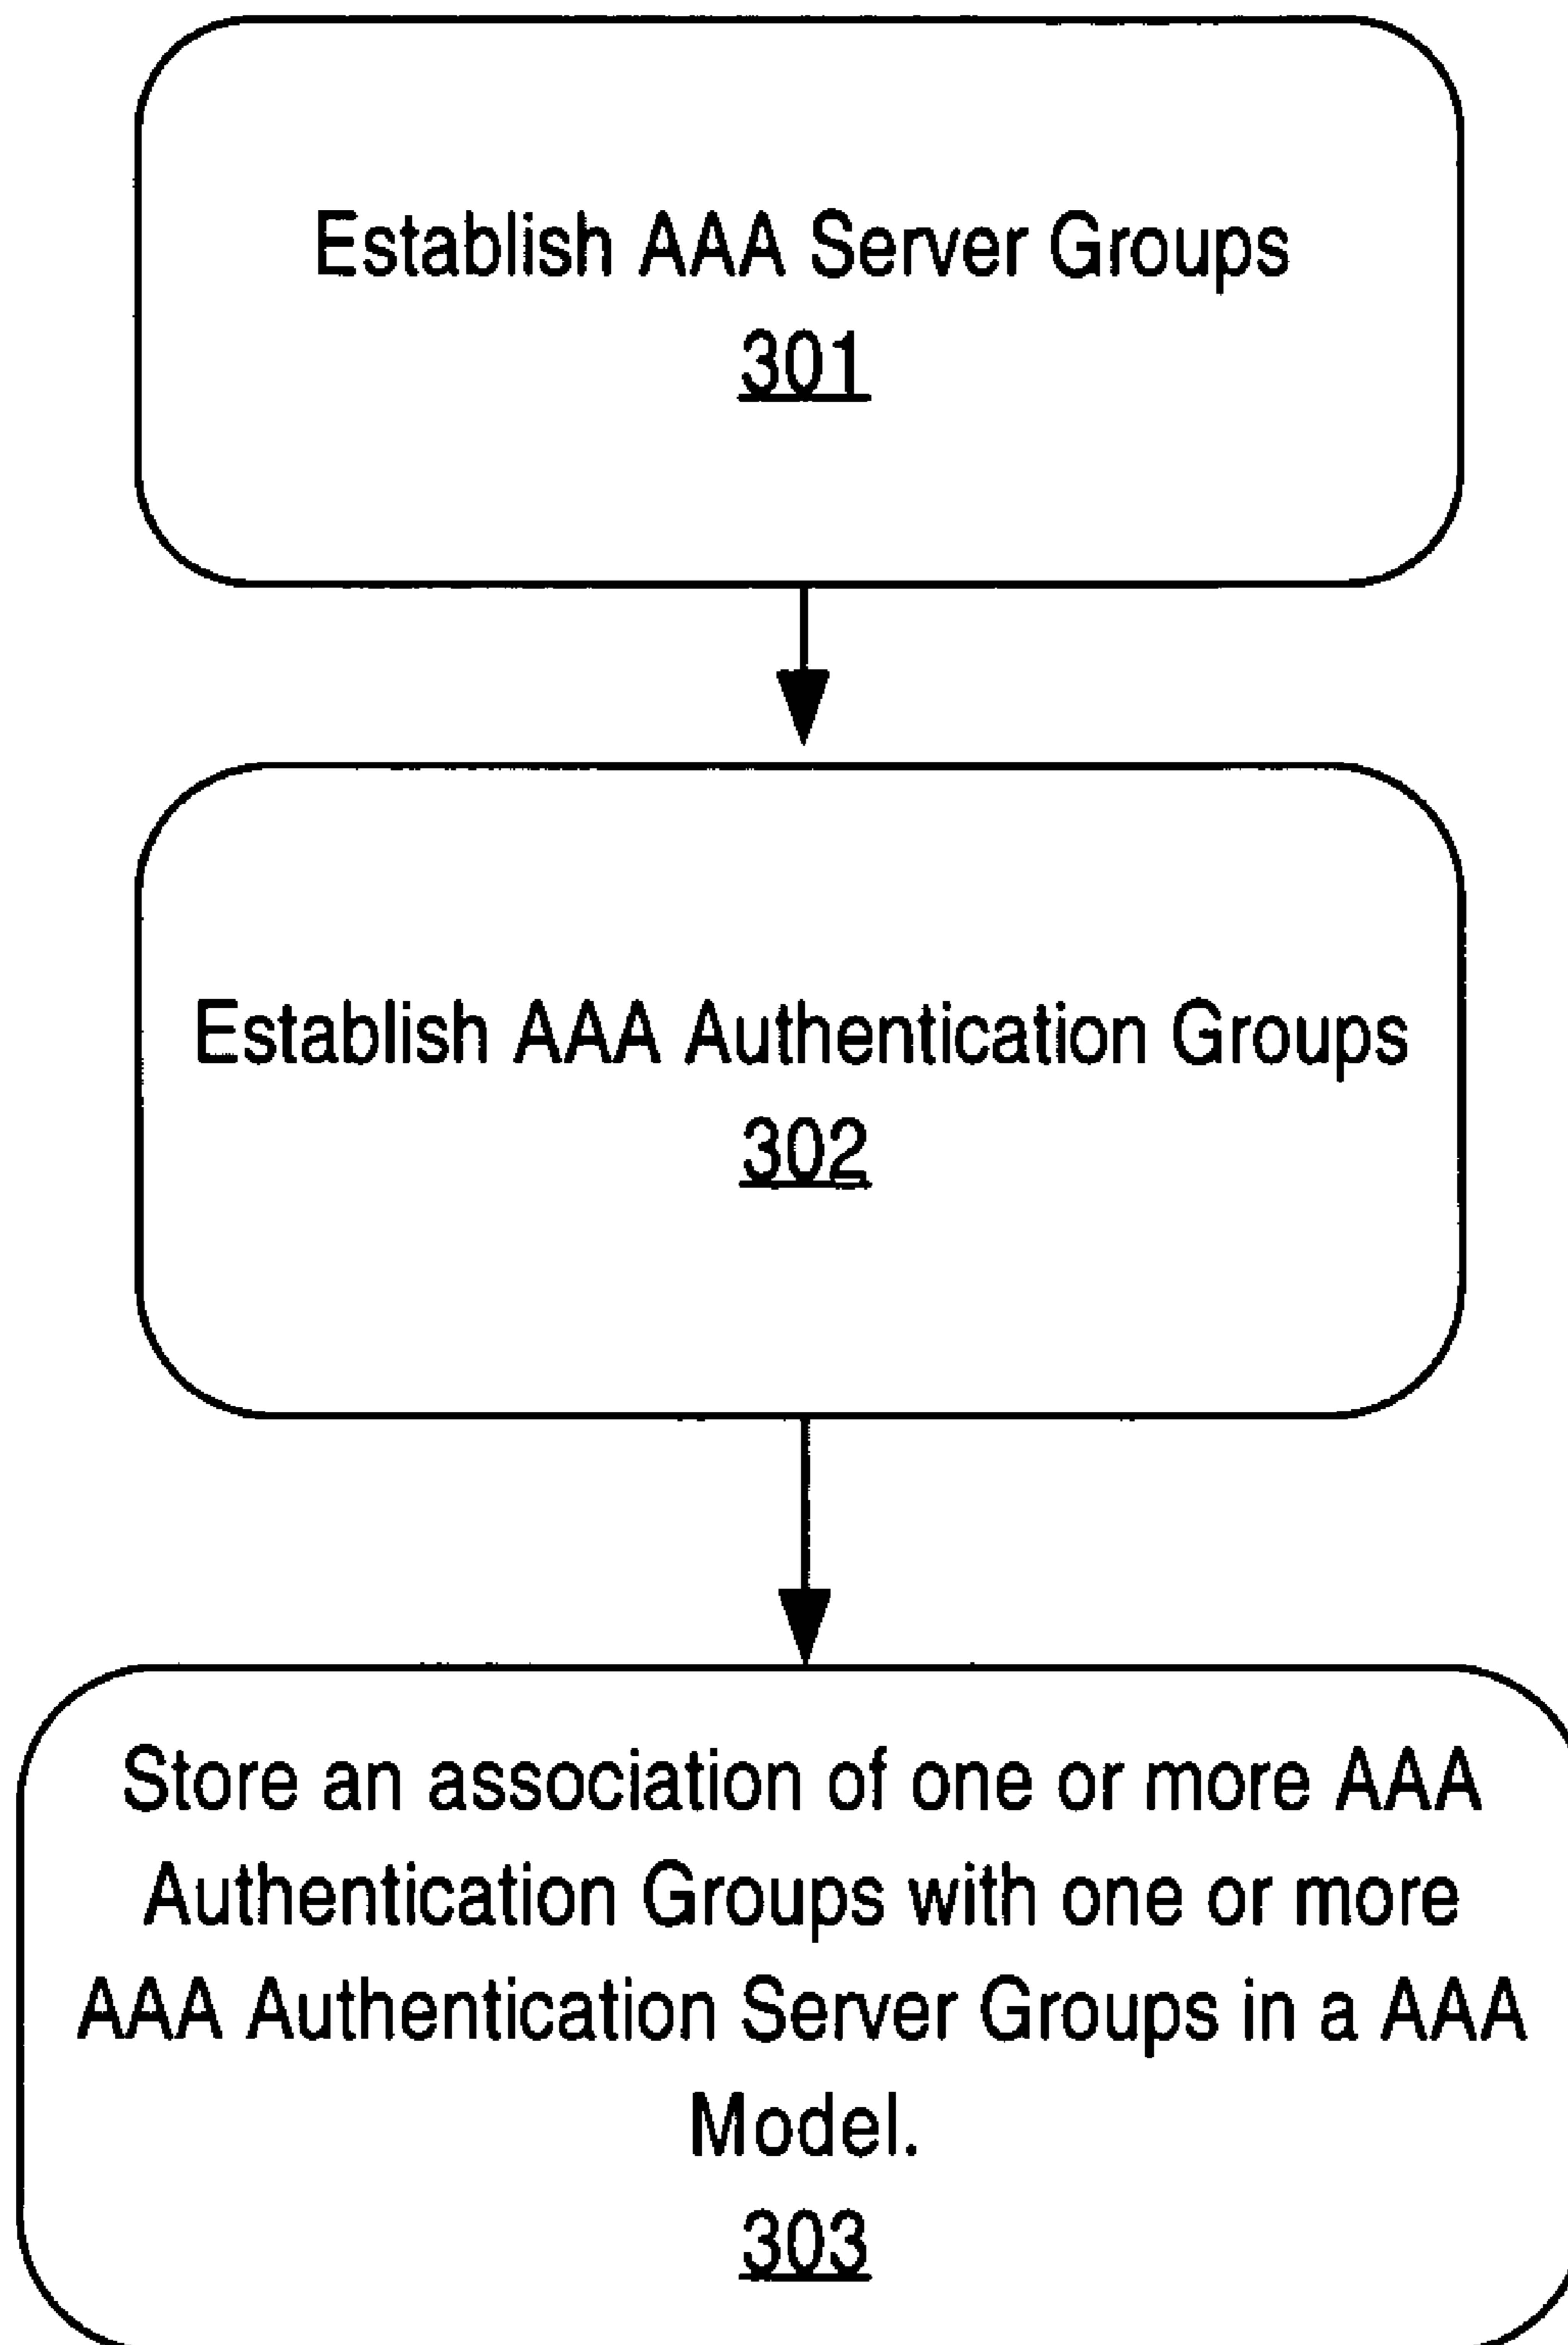 Establish AAA Server Groups
301
Establish AAA Authentication Groups
302
Store an association of one or more AAA
Authentication Groups with one or more
AAA Authentication Server Groups in a AAA
Model.
303